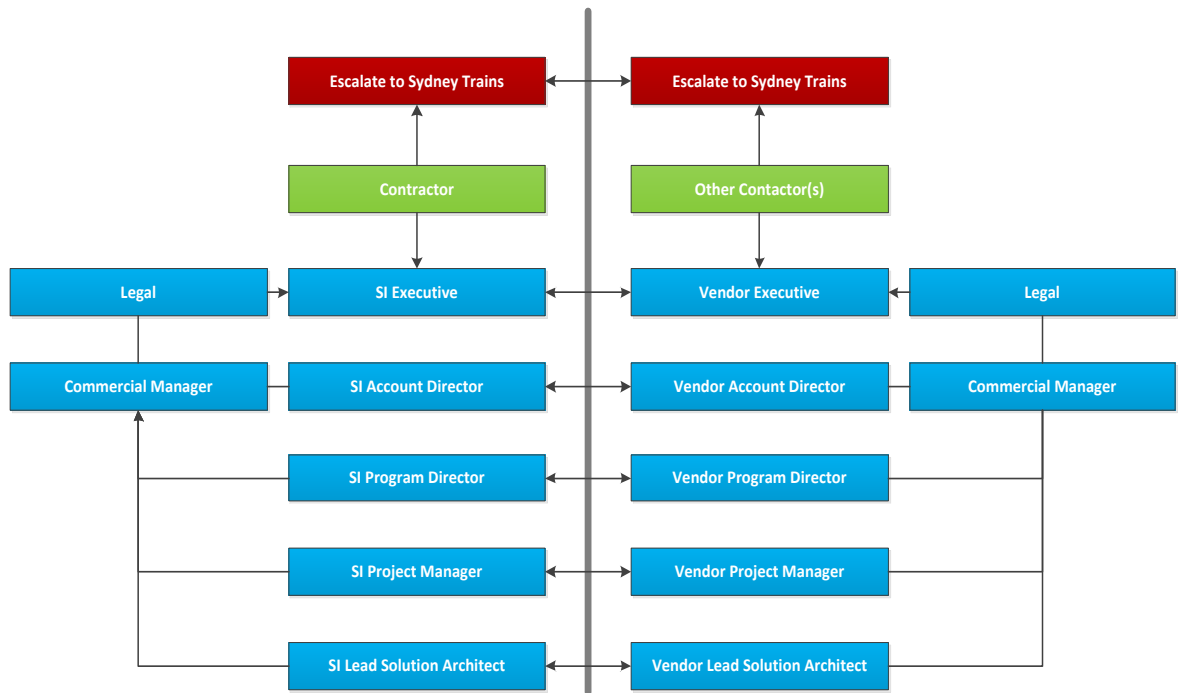 Escalate to Sydney Trains
Escalate to Sydney Trains
Contractor
Other Contactor(s)
Legal
SI Executive
Vendor Executive
Legal
Commercial Manager
SI Account Director
Vendor Account Director
Commercial Manager
SI Program Director
Vendor Program Director
SI Project Manager
Vendor Project Manager
SI Lead Solution Architect
Vendor Lead Solution Architect